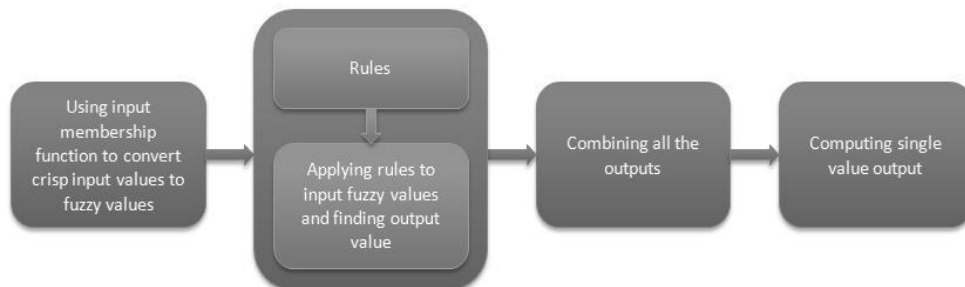 Using input
membership
function to convert
crisp input values to
fuzzy values
Rules
Applying rules to
input fuzzy values
and finding output
value
Combining all the
outputs
Computing single
value output